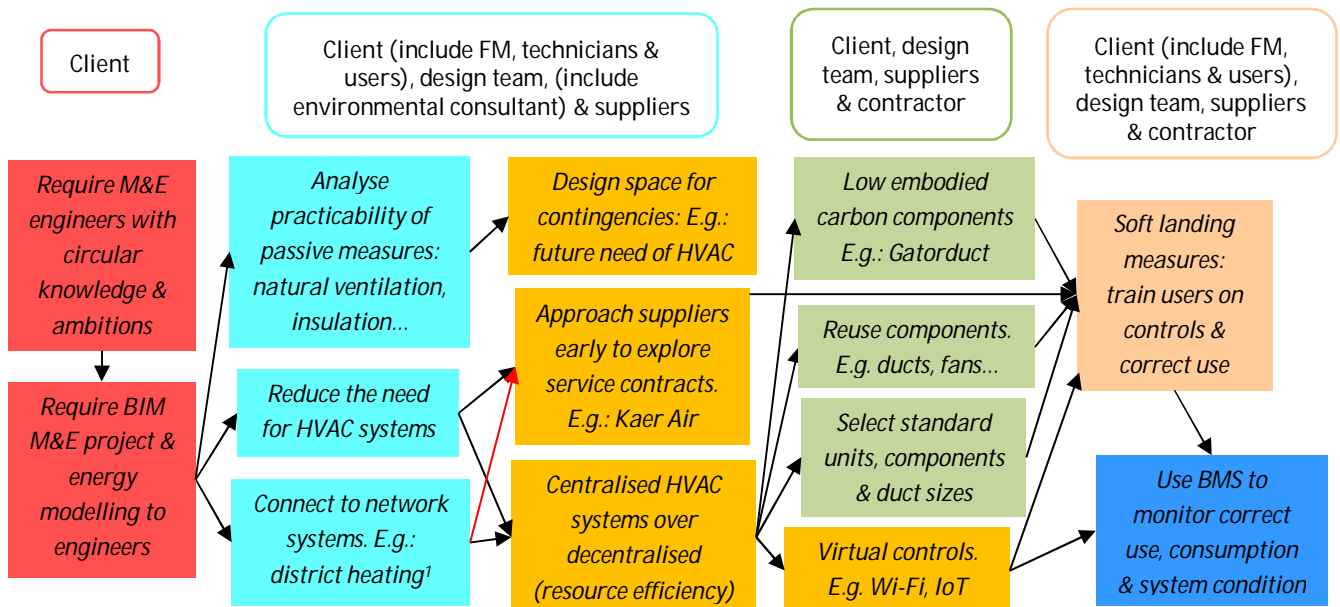 Client
Client (include FM, technicians &
users), design team, (include
environmental consultant) & suppliers
Client, design
team, suppliers
& contractor
Client (include FM,
technicians & users),
design team, suppliers
& contractor
Require M&E
engineers with
circular
knowledge &
ambitions
Require BIM
M&E project &
energy
modelling to
engineers
Analyse
practicability of
passive measures:
natural ventilation,
insulation...
Reduce the need
for HVAC systems
Connect to network
systems. E.g.:
district heating¹
Design space for
contingencies: E.g.:
future need of HVAC
Approach suppliers
early to explore
service contracts.
E.g.: Kaer Air
Centralised HVAC
systems over
decentralised
(resource efficiency)
Low embodied
carbon components
E.g.: Gatorduct
Reuse components.
E.g. ducts, fans...
Select standard
units, components
& duct sizes
Virtual controls.
E.g. Wi-Fi, IoT
Soft landing
measures:
train users on
controls &
correct use
Use BMS to
monitor correct
use, consumption
& system condition